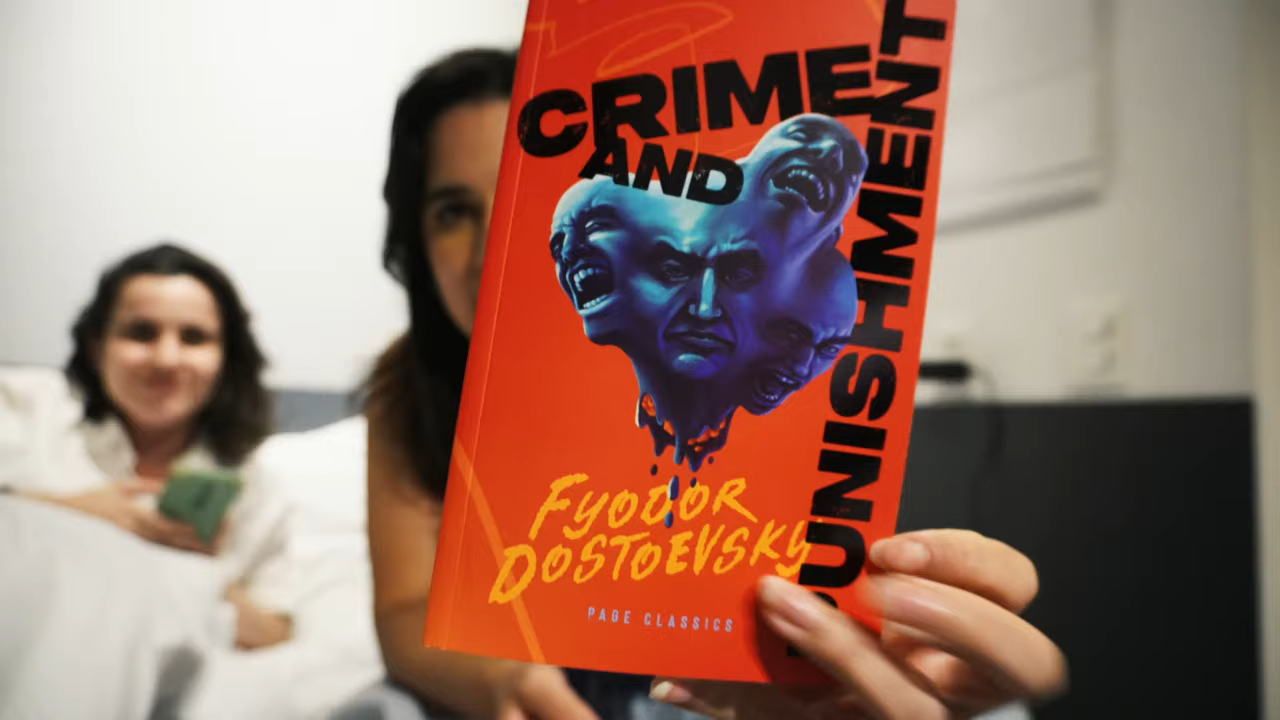 CRIME
AND
PUNISHMENT
FYODOR
DOSTOEVSKY
PAGE CLASSICS